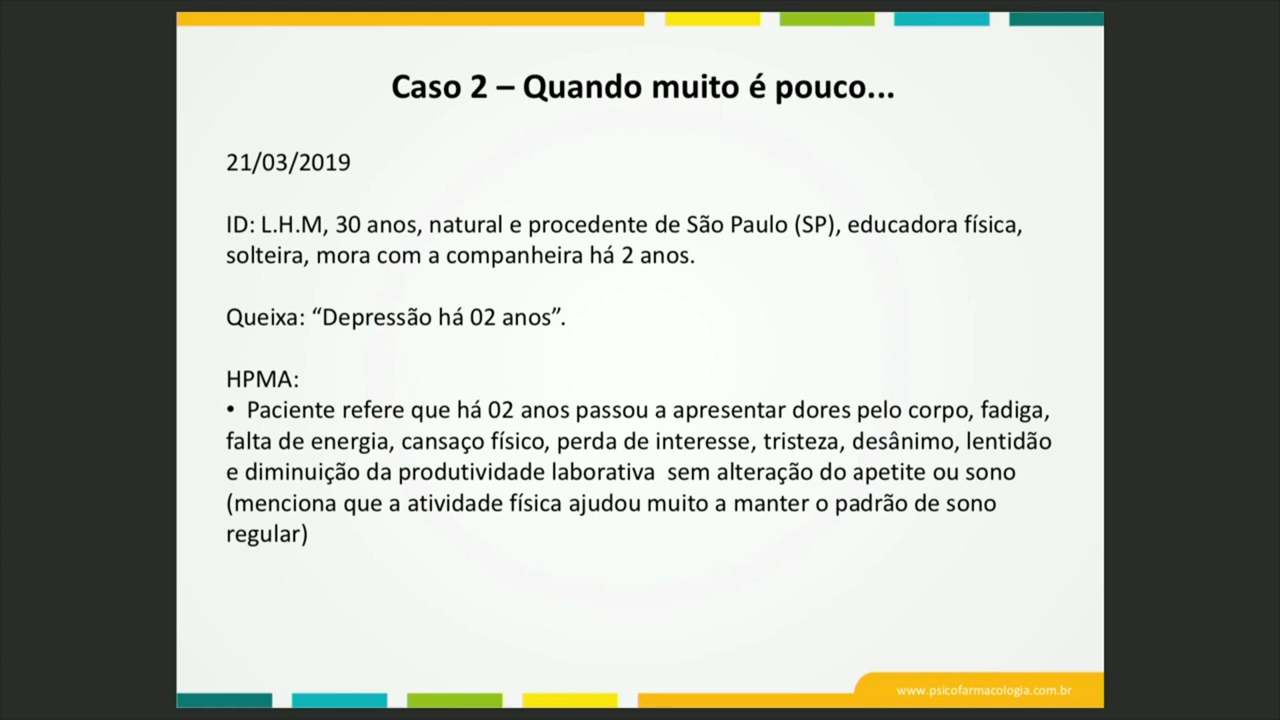 Caso 2 – Quando muito é pouco...
21/03/2019
ID: L.H.M, 30 anos, natural e procedente de São Paulo (SP), educadora física,
solteira, mora com a companheira há 2 anos.
Queixa: “Depressão há 02 anos”.
HPMA:
• Paciente refere que há 02 anos passou a apresentar dores pelo corpo, fadiga,
falta de energia, cansaço físico, perda de interesse, tristeza, desânimo, lentidão
e diminuição da produtividade laborativa  sem alteração do apetite ou sono
(menciona que a atividade física ajudou muito a manter o padrão de sono
regular)
www.psicofarmacologia.com.br